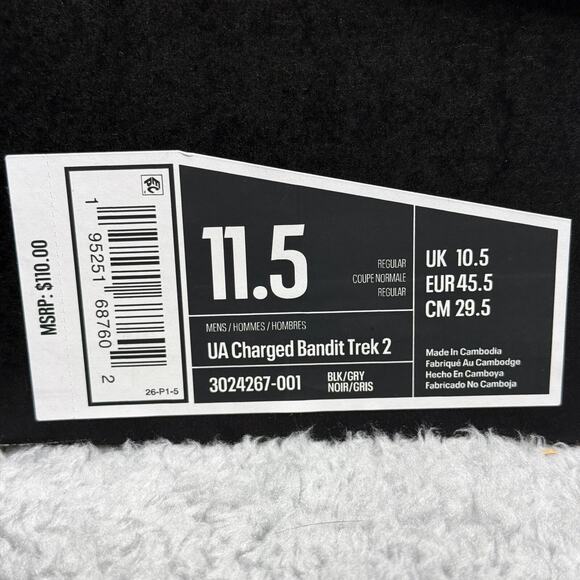 MSRP: $110.00
1 95251 68760 2
26-P1-5
11.5
REGULAR
COUPE NORMALE
REGULAR
MENS / HOMMES / HOMBRES
UA Charged Bandit Trek 2
3024267-001
BLK/GRY
NOIR/GRIS
UK 10.5
EUR 45.5
CM 29.5
Made In Cambodia
Fabriqué Au Cambodge
Hecho En Camboya
Fabricado No Camboja